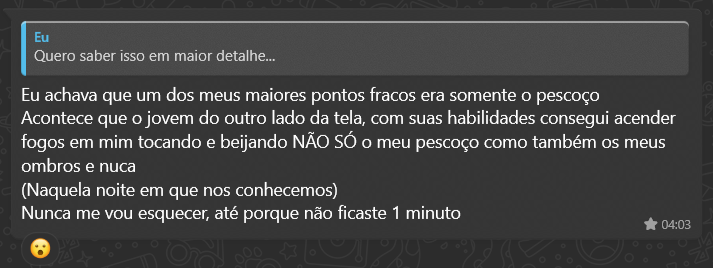 Eu
Quero saber isso em maior detalhe...
Eu achava que um dos meus maiores pontos fracos era somente o pescoço
Acontece que o jovem do outro lado da tela, com suas habilidades consegui acender
fogos em mim tocando e beijando NÃO SÓ o meu pescoço como também os meus
ombros e nuca
(Naquela noite em que nos conhecemos)
Nunca me vou esquecer, até porque não ficaste 1 minuto
04:03